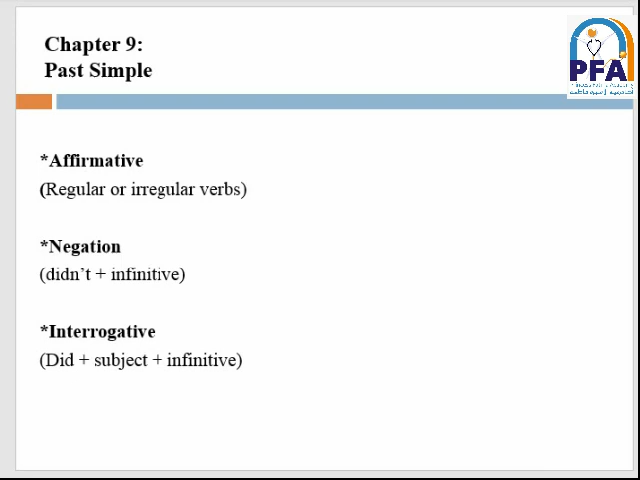 Chapter 9:
Past Simple
PFA
*Affirmative
(Regular or irregular verbs)
*Negation
(didn't + infinitive)
*Interrogative
(Did + subject + infinitive)